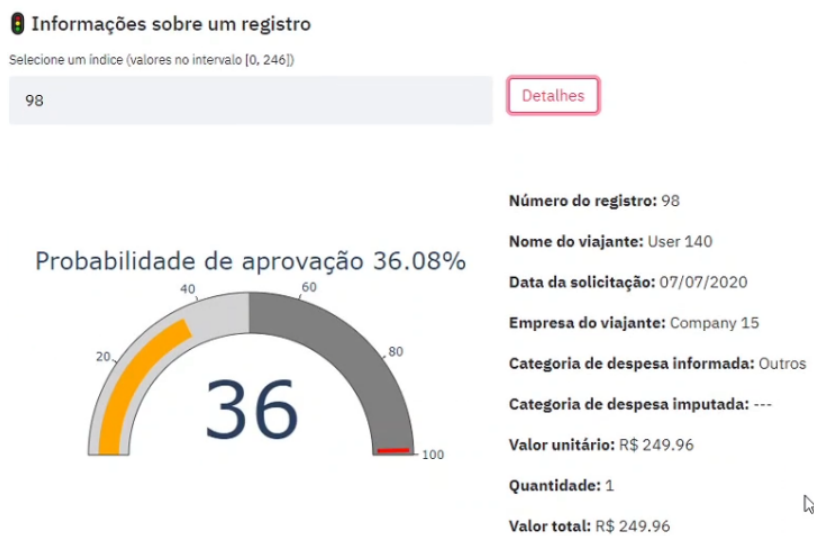 Informações sobre um registro
Selecione um índice (valores no intervalo [0, 246])
98
Detalhes
Probabilidade de aprovação 36.08%
20
40
60
80
100
36
Número do registro: 98
Nome do viajante: User 140
Data da solicitação: 07/07/2020
Empresa do viajante: Company 15
Categoria de despesa informada: Outros
Categoria de despesa imputada: ---
Valor unitário: R$ 249.96
Quantidade: 1
Valor total: R$ 249.96